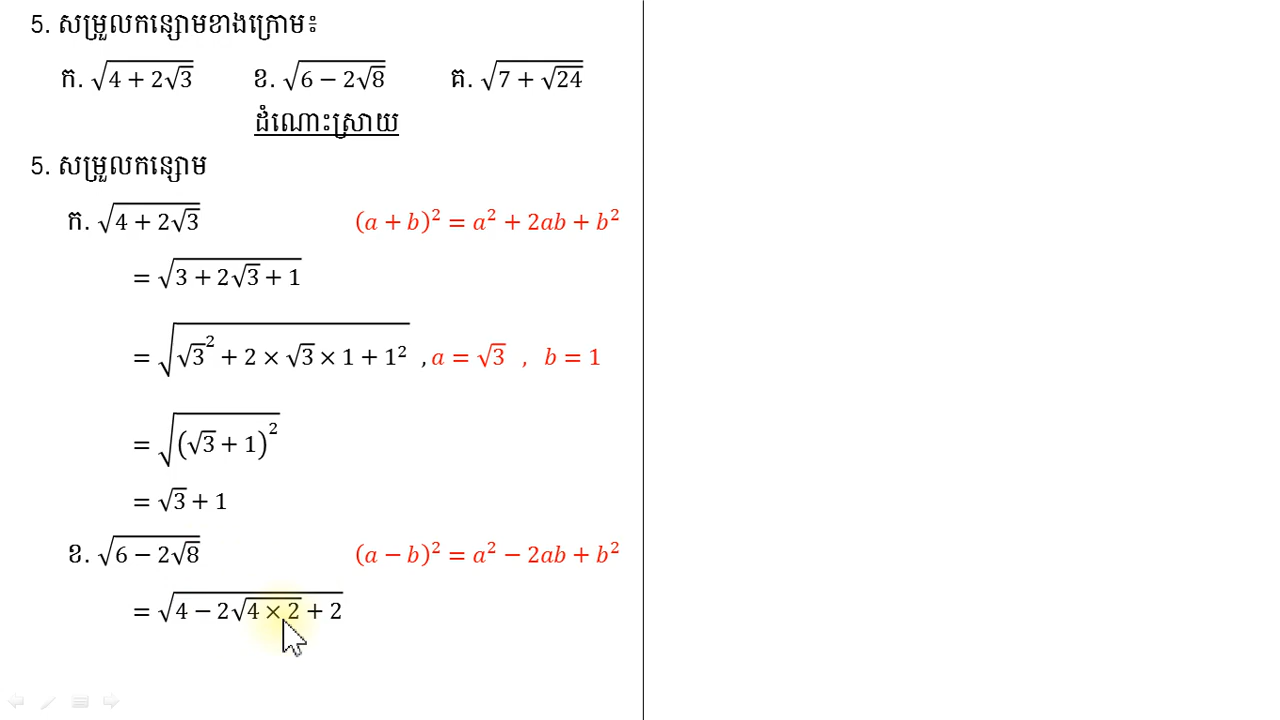 5. សម្រួលកន្សោមខាងក្រោម៖
ក. √(4 + 2√3) ខ. √(6 − 2√8) គ. √(7 + √24)
ដំណោះស្រាយ
5. សម្រួលកន្សោម
ក. √(4 + 2√3) (a + b)² = a² + 2ab + b²
= √(3 + 2√3 + 1)
= √(√3² + 2 × √3 × 1 + 1²) , a = √3 , b = 1
= √((√3 + 1)²)
= √3 + 1
ខ. √(6 − 2√8) (a − b)² = a² − 2ab + b²
= √(4 − 2√(4 × 2) + 2)